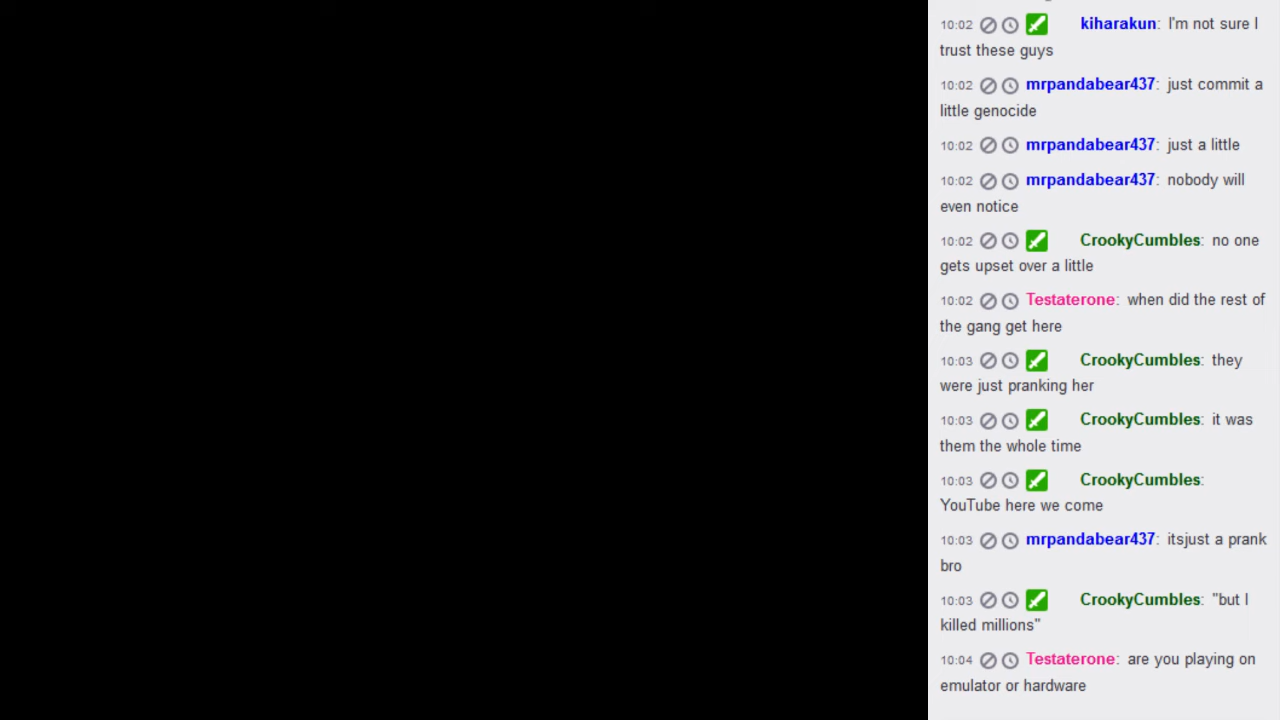 10:02 kiharakun: I'm not sure I
trust these guys
10:02 mrpandabear437: just commit a
little genocide
10:02 mrpandabear437: just a little
10:02 mrpandabear437: nobody will
even notice
10:02 CrookyCumbles: no one
gets upset over a little
10:02 Testaterone: when did the rest of
the gang get here
10:03 CrookyCumbles: they
were just pranking her
10:03 CrookyCumbles: it was
them the whole time
10:03 CrookyCumbles:
YouTube here we come
10:03 mrpandabear437: itsjust a prank
bro
10:03 CrookyCumbles: "but I
killed millions"
10:04 Testaterone: are you playing on
emulator or hardware